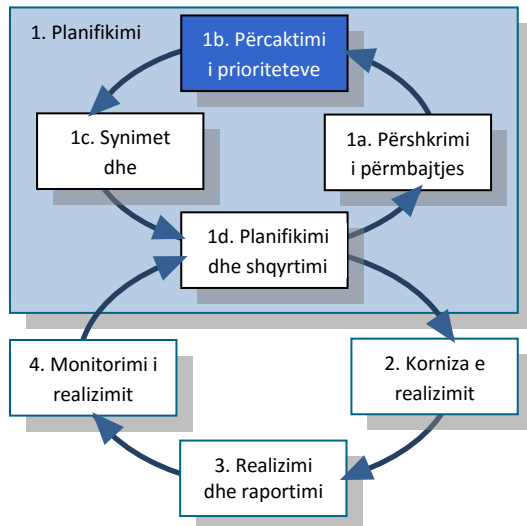 1. Planifikimi
1b. Përcaktimi
i prioriteteve
1c. Synimet
dhe
1a. Përshkrimi
i përmbajtjes
1d. Planifikimi
dhe shqyrtimi
4. Monitorimi i
realizimit
2. Korniza e
realizimit
3. Realizimi
dhe raportimi